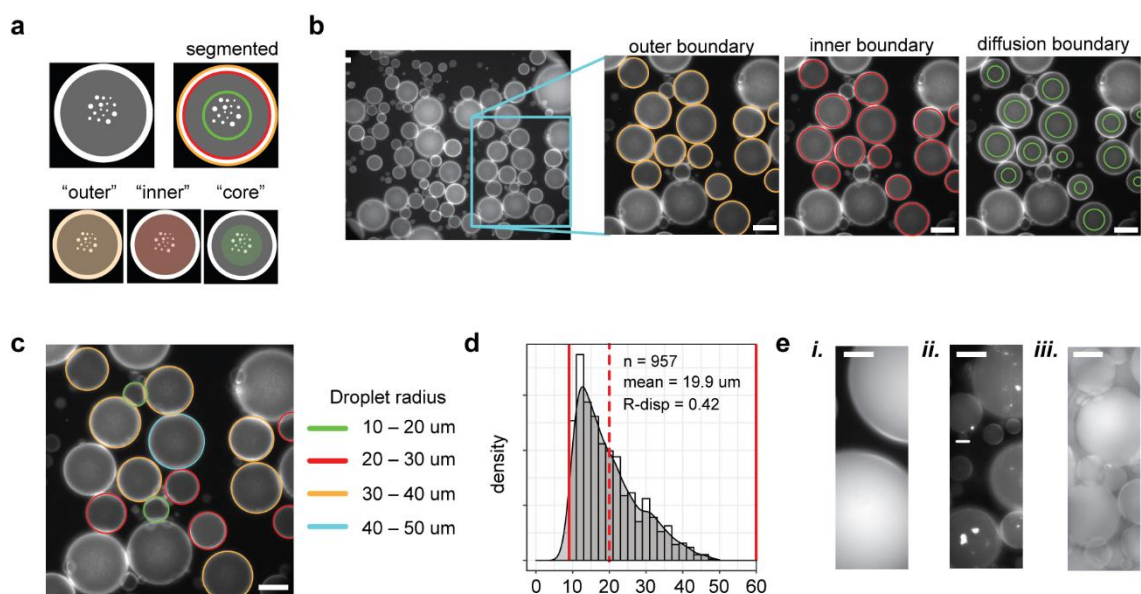 a
segmented
“outer” “inner” “core”
b
outer boundary inner boundary diffusion boundary
c
Droplet radius
10 – 20 um
20 – 30 um
30 – 40 um
40 – 50 um
d
n = 957
mean = 19.9 um
R-disp = 0.42
density
0 10 20 30 40 60
e
i. ii. iii.